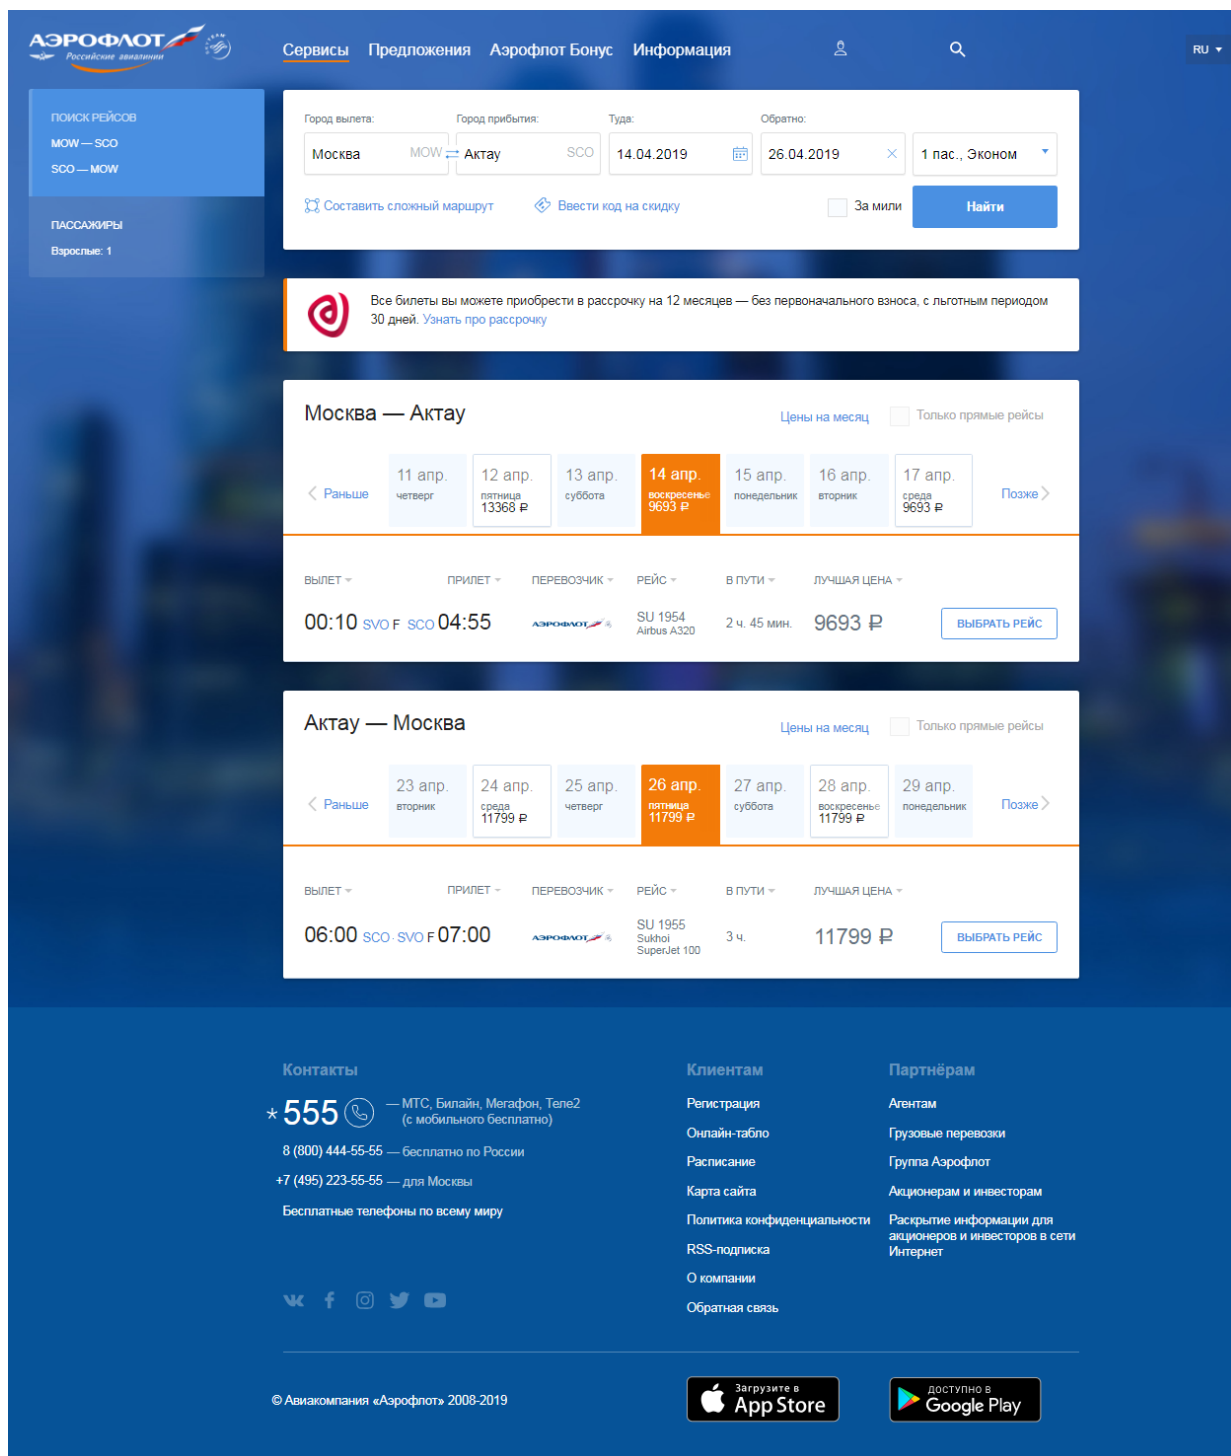 АЭРОФЛОТ
Российские авиалинии
Сервисы Предложения Аэрофлот Бонус Информация
RU
ПОИСК РЕЙСОВ
MOW — SCO
SCO — MOW
ПАССАЖИРЫ
Взрослые: 1
Город вылета: Город прибытия: Туда: Обратно:
Москва MOW Актау SCO 14.04.2019 26.04.2019 1 пас., Эконом
Составить сложный маршрут Ввести код на скидку За мили Найти
Все билеты вы можете приобрести в рассрочку на 12 месяцев — без первоначального взноса, с льготным периодом
30 дней. Узнать про рассрочку
Москва — Актау Цены на месяц Только прямые рейсы
11 апр. 12 апр. 13 апр. 14 апр. 15 апр. 16 апр. 17 апр.
Раньше четверг пятница суббота воскресенье понедельник вторник среда Позже
13368 ₽ 9693 ₽ 9693 ₽
ВЫЛЕТ ПРИЛЕТ ПЕРЕВОЗЧИК РЕЙС В ПУТИ ЛУЧШАЯ ЦЕНА
00:10 SVO F SCO 04:55 АЭРОФЛОТ SU 1954 2 ч. 45 мин. 9693 ₽ ВЫБРАТЬ РЕЙС
Airbus A320
Актау — Москва Цены на месяц Только прямые рейсы
23 апр. 24 апр. 25 апр. 26 апр. 27 апр. 28 апр. 29 апр.
Раньше вторник среда четверг пятница суббота воскресенье понедельник Позже
11799 ₽ 11799 ₽ 11799 ₽
ВЫЛЕТ ПРИЛЕТ ПЕРЕВОЗЧИК РЕЙС В ПУТИ ЛУЧШАЯ ЦЕНА
06:00 SCO - SVO F 07:00 АЭРОФЛОТ SU 1955 3 ч. 11799 ₽ ВЫБРАТЬ РЕЙС
Sukhoi
SuperJet 100
Контакты
* 555 — МТС, Билайн, Мегафон, Теле2
(с мобильного бесплатно)
8 (800) 444-55-55 — бесплатно по России
+7 (495) 223-55-55 — для Москвы
Бесплатные телефоны по всему миру
Клиентам
Регистрация
Онлайн-табло
Расписание
Карта сайта
Политика конфиденциальности
RSS-подписка
О компании
Обратная связь
Партнёрам
Агентам
Грузовые перевозки
Группа Аэрофлот
Акционерам и инвесторам
Раскрытие информации для
акционеров и инвесторов в сети
Интернет
© Авиакомпания «Аэрофлот» 2008-2019
Загрузите в
App Store
ДОСТУПНО В
Google Play